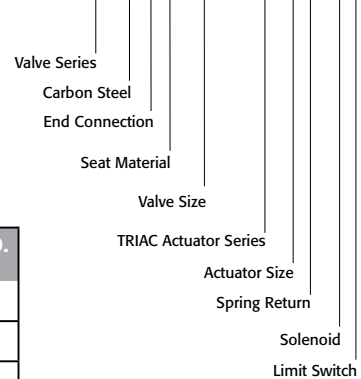 Valve Series
Carbon Steel
End Connection
Seat Material
Valve Size
TRIAC Actuator Series
Actuator Size
Spring Return
Solenoid
Limit Switch